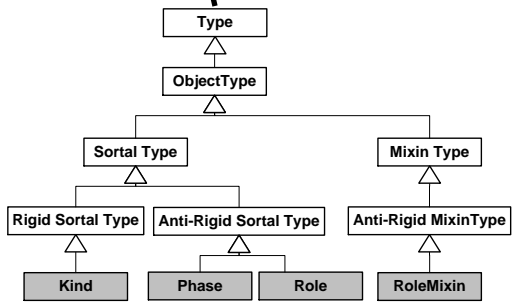 Type
ObjectType
Sortal Type
Mixin Type
Rigid Sortal Type
Anti-Rigid Sortal Type
Anti-Rigid MixinType
Kind
Phase
Role
RoleMixin